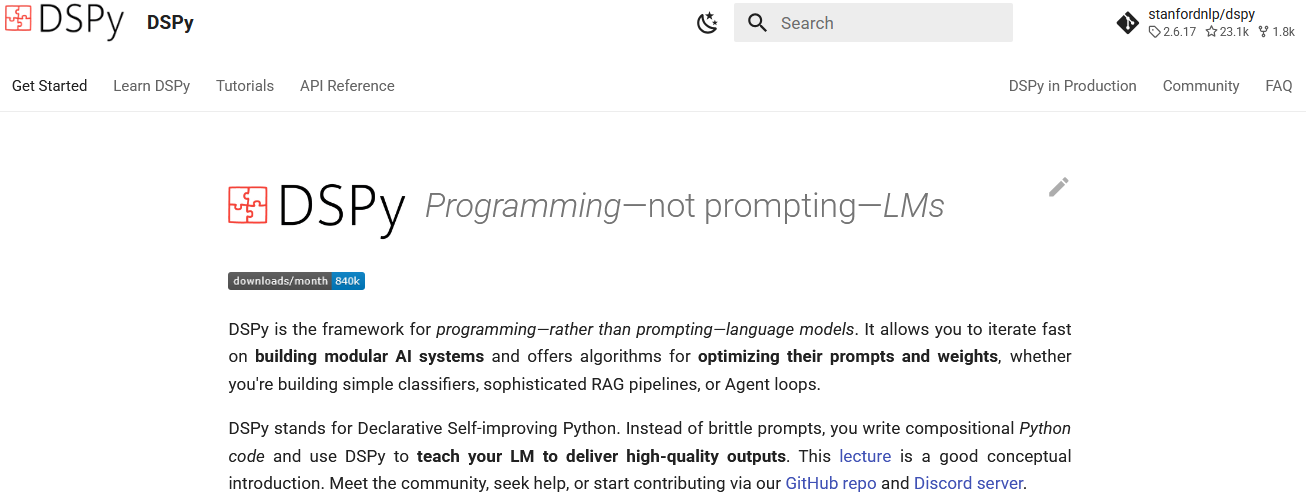 DSPy DSPy Search stanfordnlp/dspy
2.6.17 23.1k 1.8k
Get Started Learn DSPy Tutorials API Reference DSPy in Production Community FAQ
DSPy Programming—not prompting—LMs
downloads/month 840k
DSPy is the framework for programming—rather than prompting—language models. It allows you to iterate fast
on building modular AI systems and offers algorithms for optimizing their prompts and weights, whether
you're building simple classifiers, sophisticated RAG pipelines, or Agent loops.
DSPy stands for Declarative Self-improving Python. Instead of brittle prompts, you write compositional Python
code and use DSPy to teach your LM to deliver high-quality outputs. This lecture is a good conceptual
introduction. Meet the community, seek help, or start contributing via our GitHub repo and Discord server.